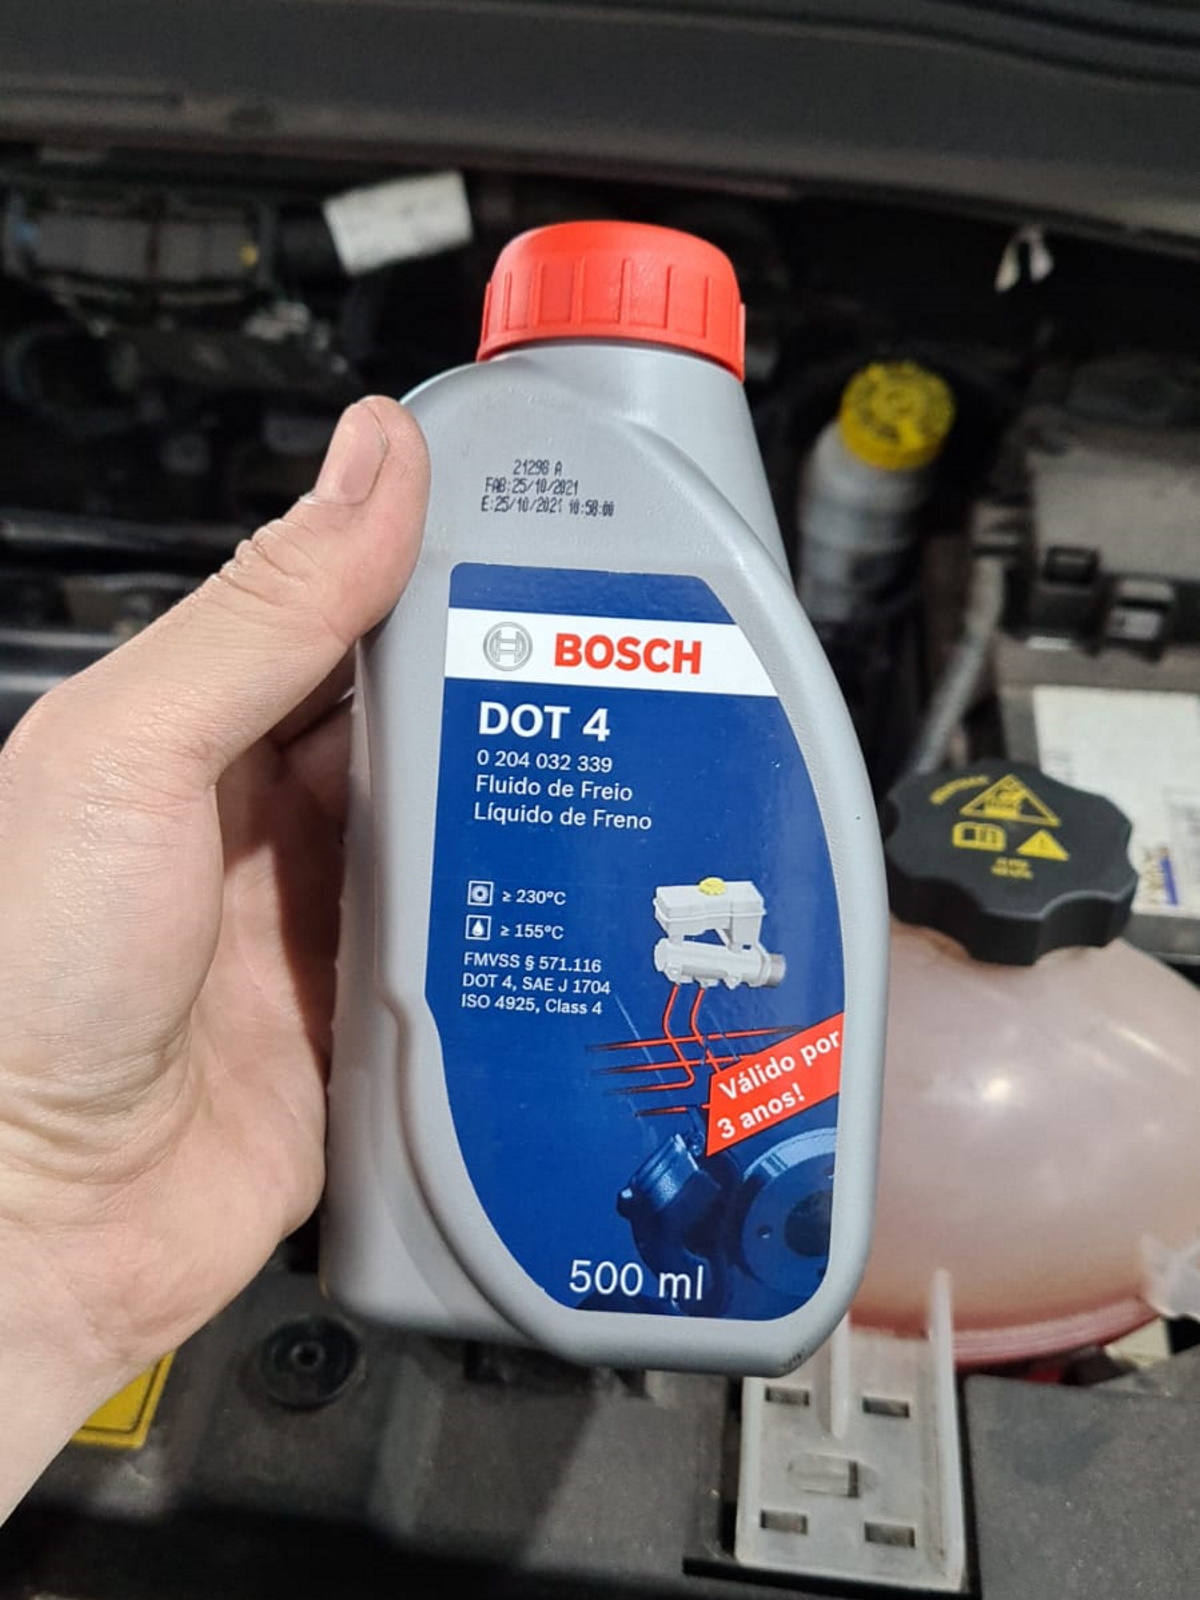 21298 A
FAB:25/10/2021
E:25/10/2021 10:58:00
BOSCH
DOT 4
0 204 032 339
Fluido de Freio
Líquido de Freno
≥ 230°C
≥ 155°C
FMVSS § 571.116
DOT 4, SAE J 1704
ISO 4925, Class 4
Válido por
3 anos!
500 ml